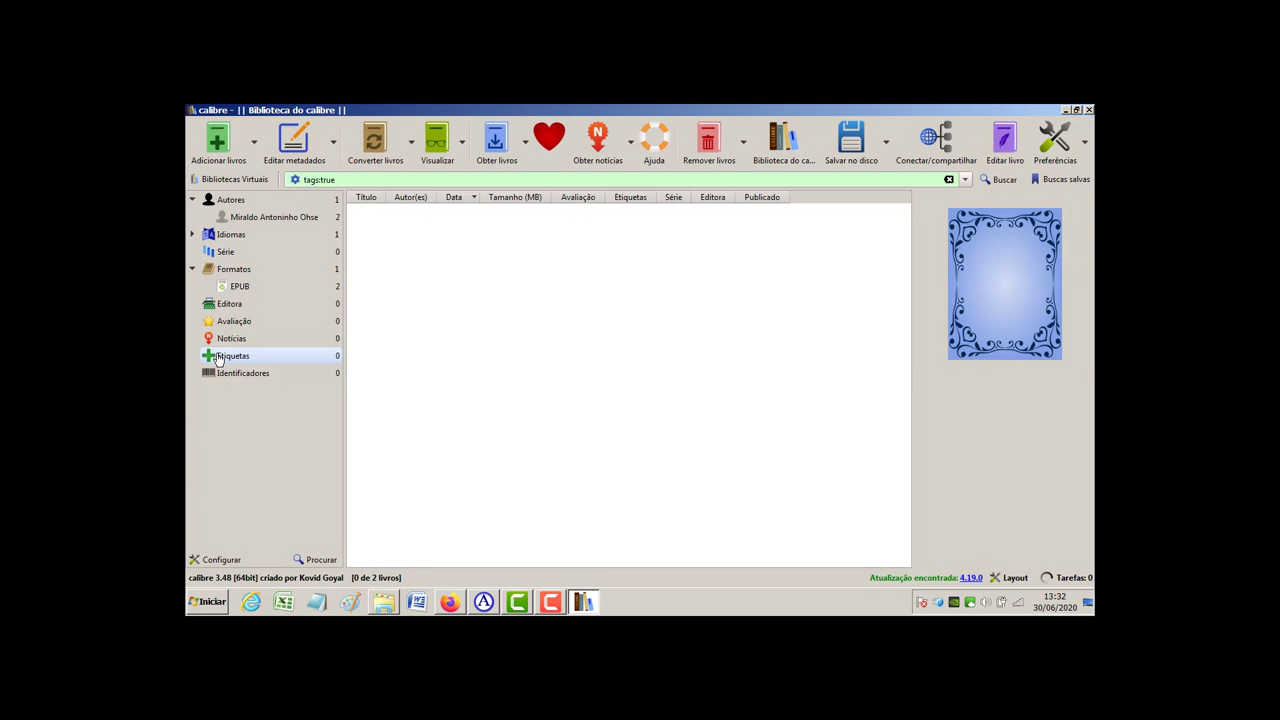 calibre - || Biblioteca do calibre ||
Adicionar livros Editar metadados Converter livros Visualizar Obter livros Obter notícias Ajuda Remover livros Biblioteca do ca... Salvar no disco Conectar/compartilhar Editar livro Preferências
Bibliotecas Virtuais tags:true Buscar Buscas salvas
Autores 1
Título Autor(es) Data Tamanho (MB) Avaliação Etiquetas Série Editora Publicado
Miraldo Antoninho Ohse 2
Idiomas 1
Série 0
Formatos 1
EPUB 2
Editora 0
Avaliação 0
Notícias 0
Etiquetas 0
Identificadores 0
Configurar Procurar
calibre 3.48 [64bit] criado por Kovid Goyal [0 de 2 livros] Atualização encontrada: 4.19.0 Layout Tarefas: 0
Iniciar 13:32
30/06/2020